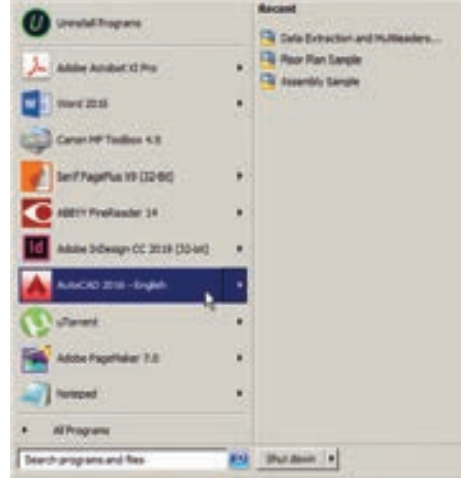 Uninstall Programs
Adobe Acrobat XI Pro
Word 2016
Canon MP Toolbox 4.9
Serif PagePlus X9 (32-Bit)
ABBYY FineReader 14
Adobe InDesign CC 2018 (32-bit)
AutoCAD 2016 - English
uTorrent
Adobe PageMaker 7.0
Notepad
All Programs
Search programs and files
Recent
Data Extraction and Multileaders...
Floor Plan Sample
Assembly Sample
Shut down